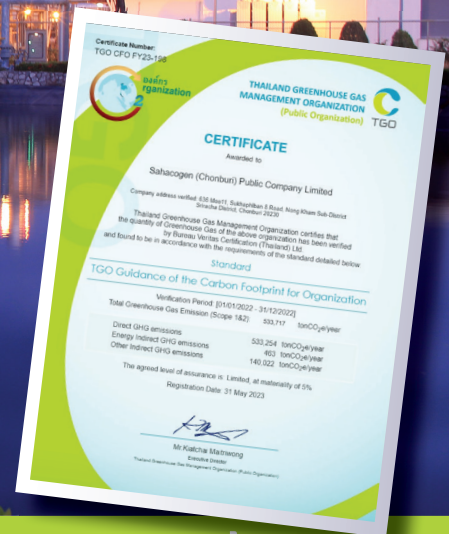 Certificate Number:
TGO CFO FY23-198
องค์กร
rganization
2
THAILAND GREENHOUSE GAS
MANAGEMENT ORGANIZATION
(Public Organization)
TGO
CERTIFICATE
Awarded to
Sahacogen (Chonburi) Public Company Limited
Company address verified: 636 Moo11, Sukhaphiban 8 Road, Nong Kham Sub-District
Sriracha District, Chonburi 20230
Thailand Greenhouse Gas Management Organization certifies that
the quantity of Greenhouse Gas of the above organization has been verified
by Bureau Veritas Certification (Thailand) Ltd.
and found to be in accordance with the requirements of the standard detailed below
Standard
TGO Guidance of the Carbon Footprint for Organization
Verification Period: [01/01/2022 - 31/12/2022]
Total Greenhouse Gas Emission (Scope 1&2) 533,717 tonCO₂e/year
Direct GHG emissions 533,254 tonCO₂e/year
Energy Indirect GHG emissions 463 tonCO₂e/year
Other Indirect GHG emissions 140,022 tonCO₂e/year
The agreed level of assurance is: Limited, at materiality of 5%
Registration Date: 31 May 2023
Mr.Kiatchai Maitriwong
Executive Director
Thailand Greenhouse Gas Management Organization (Public Organization)